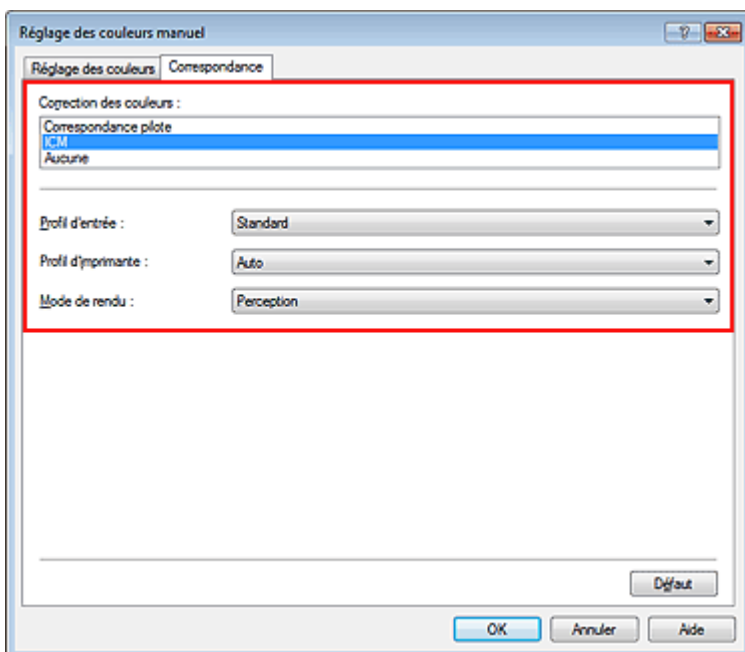 Réglage des couleurs manuel
Réglage des couleurs Correspondance
Correction des couleurs :
Correspondance pilote
ICM
Aucune
Profil d'entrée : Standard
Profil d'imprimante : Auto
Mode de rendu : Perception
Défaut
OK Annuler Aide